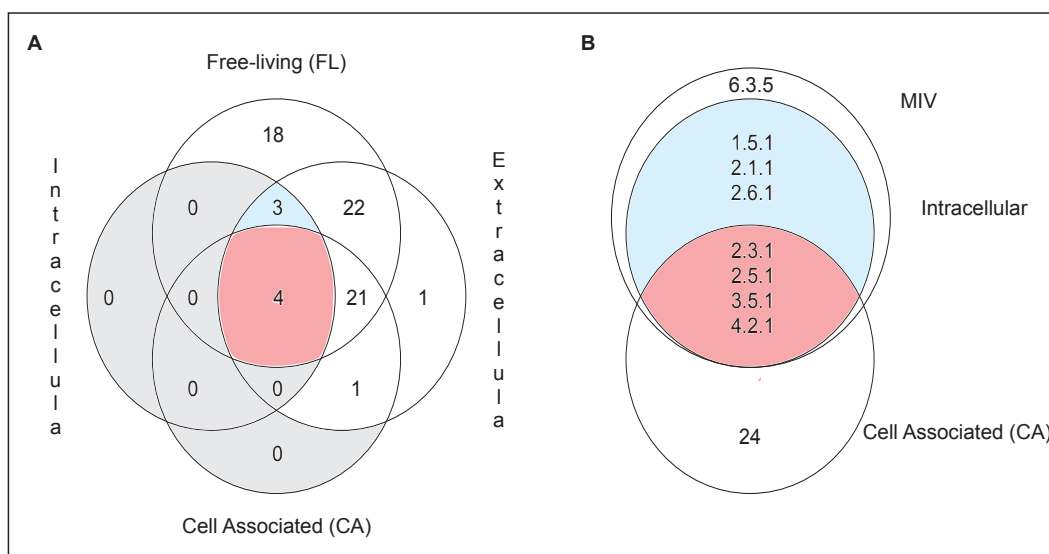 A
Free-living (FL)
18
Intracellula
Extracellula
0
3
22
0
0
4
21
1
0
0
1
0
Cell Associated (CA)
B
6.3.5
MIV
1.5.1
2.1.1
2.6.1
Intracellular
2.3.1
2.5.1
3.5.1
4.2.1
24
Cell Associated (CA)